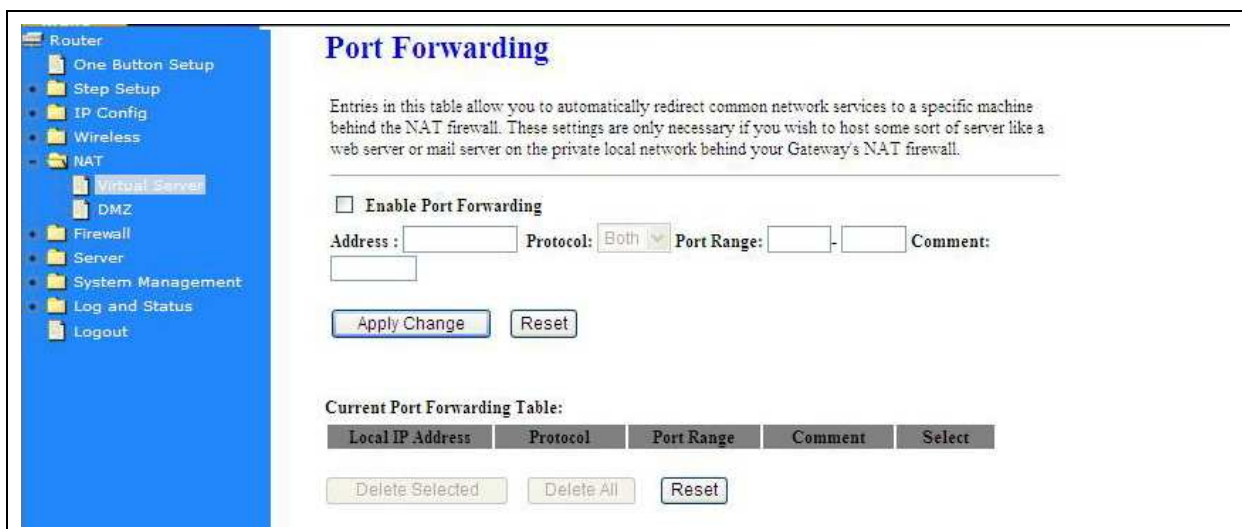 Router
One Button Setup
Step Setup
IP Config
Wireless
NAT
Virtual Server
DMZ
Firewall
Server
System Management
Log and Status
Logout
Port Forwarding
Entries in this table allow you to automatically redirect common network services to a specific machine
behind the NAT firewall. These settings are only necessary if you wish to host some sort of server like a
web server or mail server on the private local network behind your Gateway's NAT firewall.
Enable Port Forwarding
Address : Protocol: Both Port Range: - Comment:
Apply Change Reset
Current Port Forwarding Table:
Local IP Address Protocol Port Range Comment Select
Delete Selected Delete All Reset